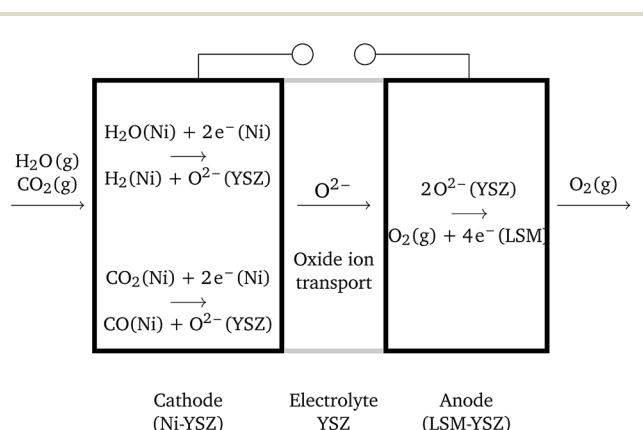 H₂O(g)
CO₂(g)
H₂O(Ni) + 2e⁻(Ni)
⟶
H₂(Ni) + O²⁻(YSZ)
CO₂(Ni) + 2e⁻(Ni)
⟶
CO(Ni) + O²⁻(YSZ)
O²⁻
Oxide ion
transport
2O²⁻(YSZ)
⟶
O₂(g) + 4e⁻(LSM)
O₂(g)
Cathode
(Ni-YSZ)
Electrolyte
YSZ
Anode
(LSM-YSZ)